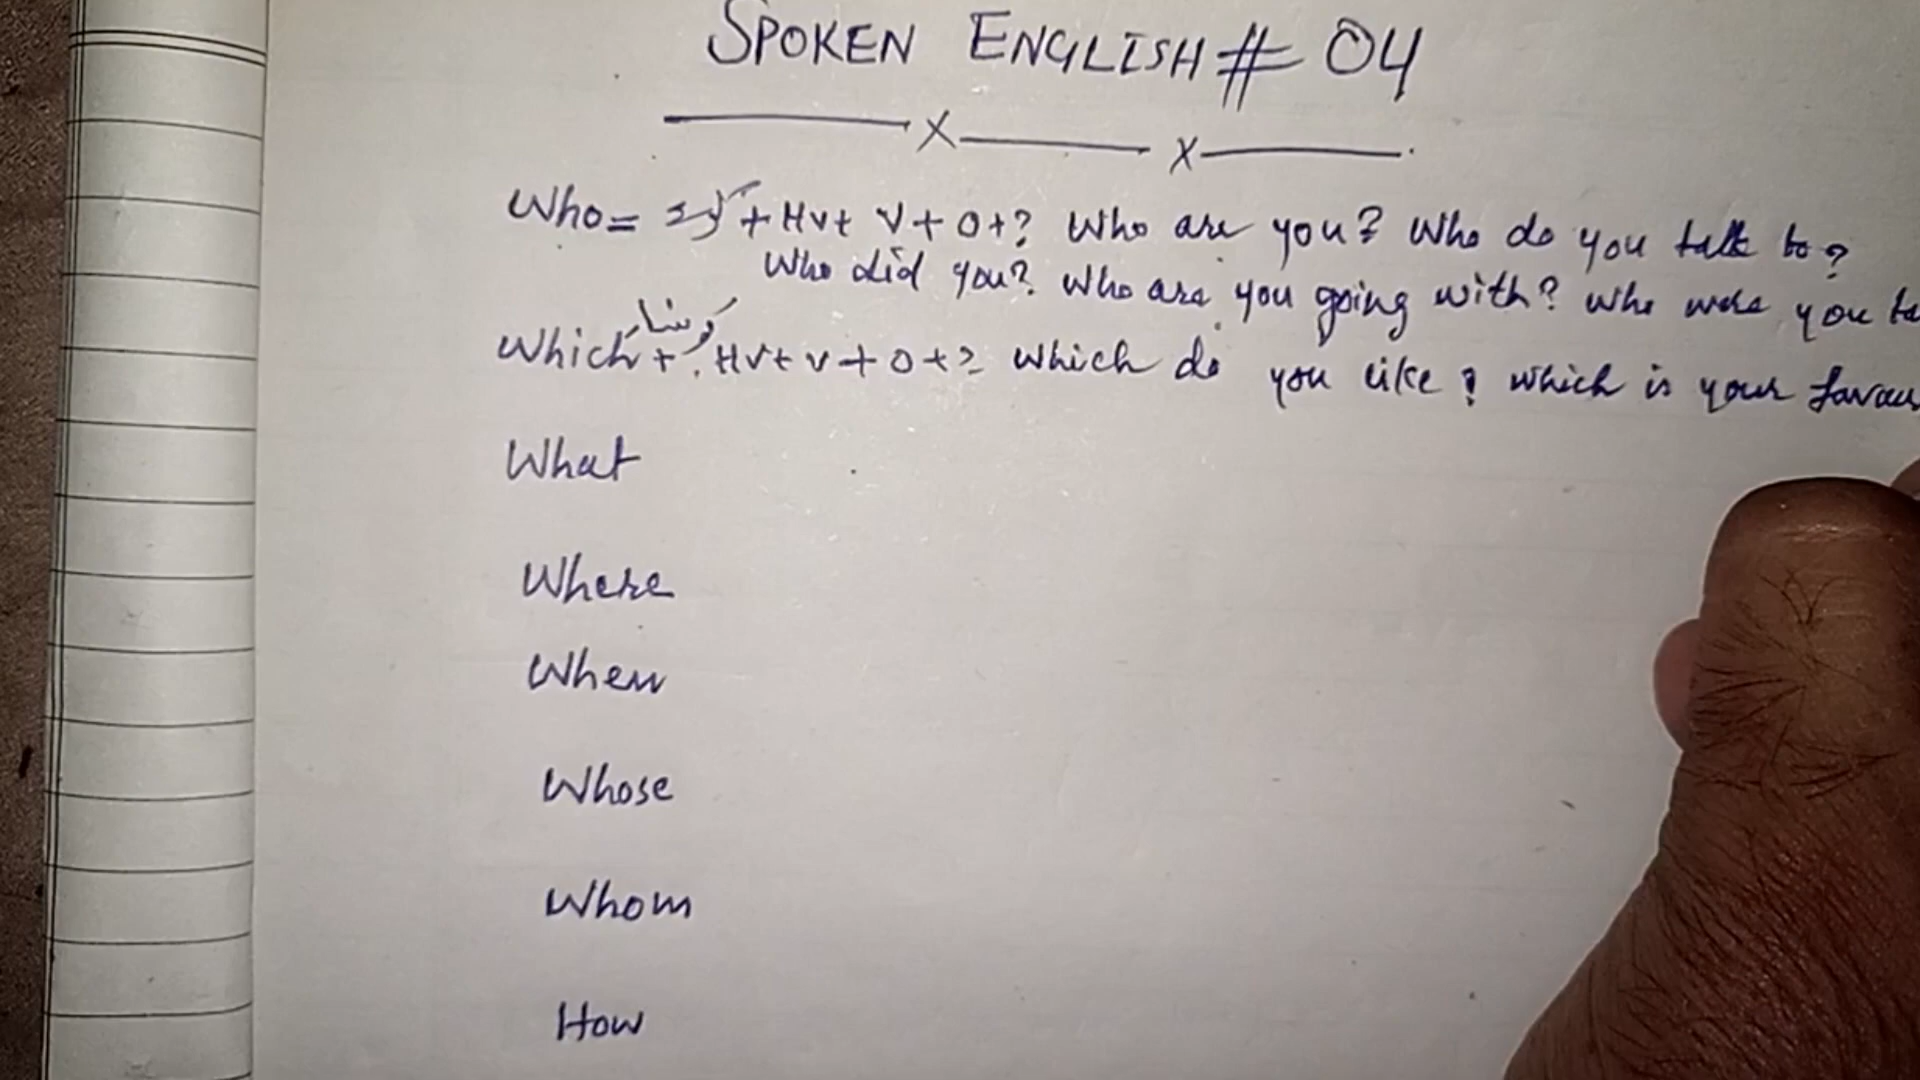 SPOKEN ENGLISH # 04
Who = کون + Hv+ V + O+? Who are you? Who do you talk to?
Who did you? Who are you going with? Who were you
کونسا
Which + Hv+ v + O +? Which do you like? which is your
What
Where
When
Whose
Whom
How